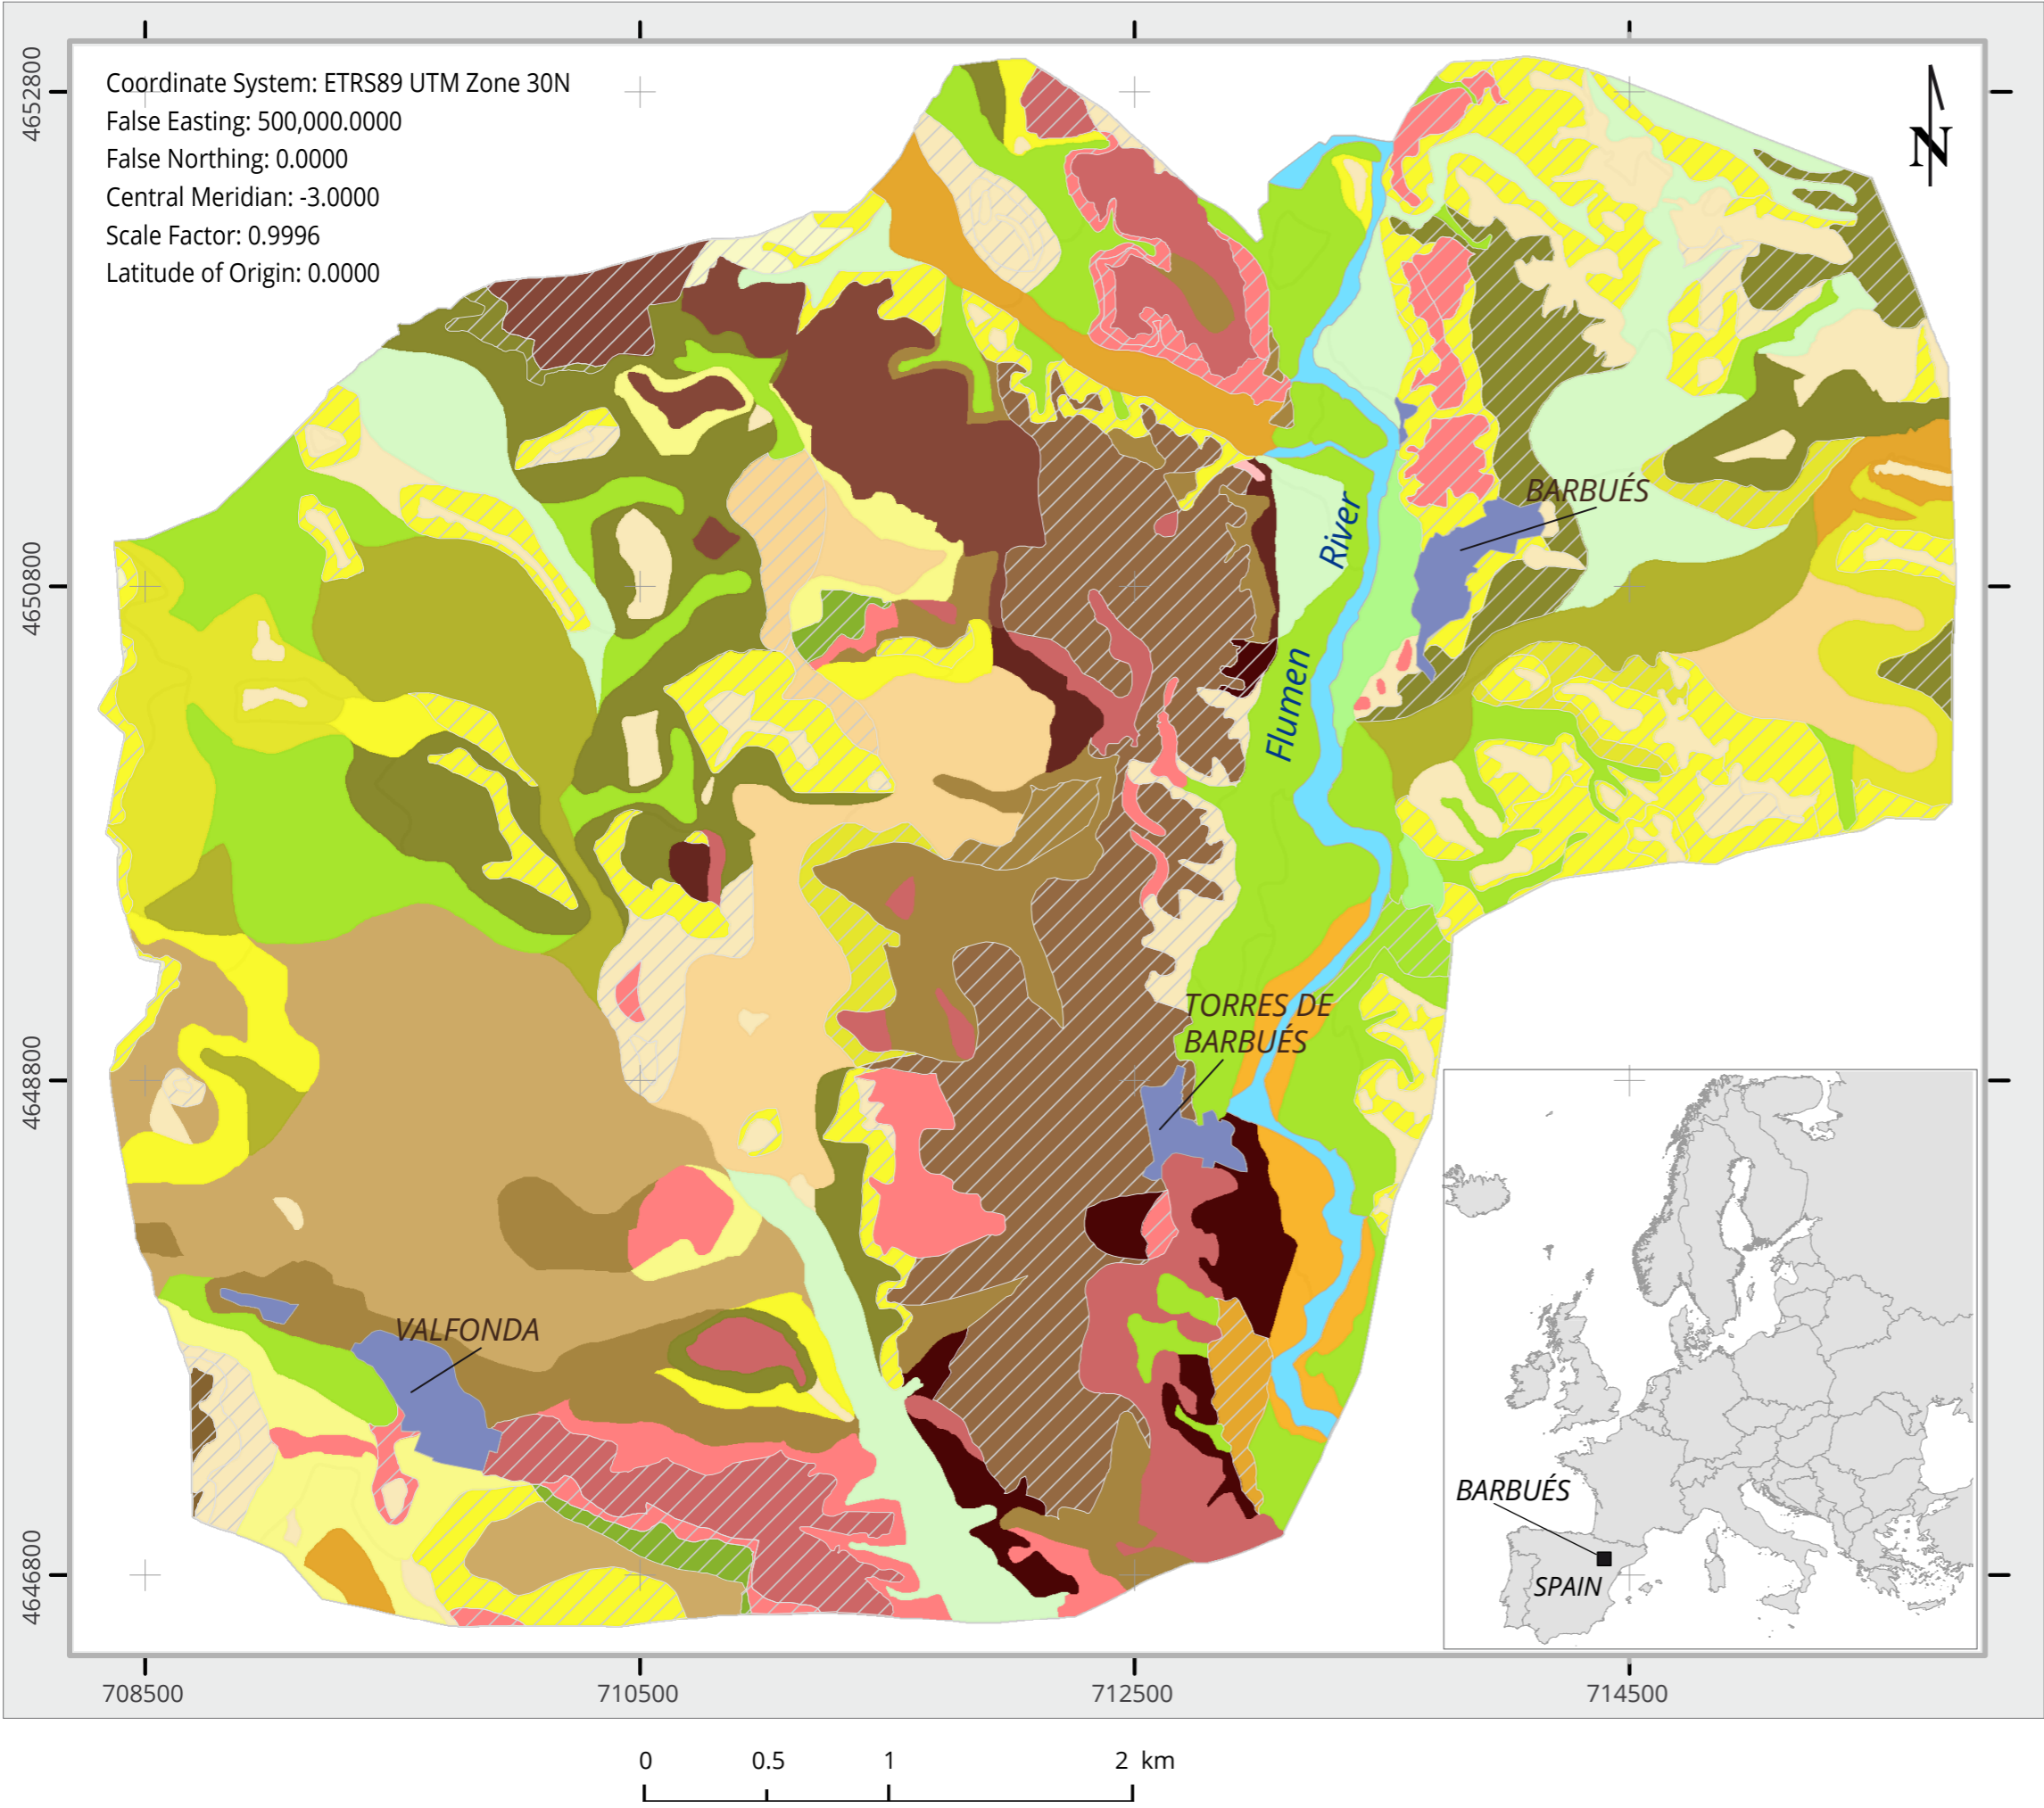 Coordinate System: ETRS89 UTM Zone 30N
False Easting: 500,000.0000
False Northing: 0.0000
Central Meridian: -3.0000
Scale Factor: 0.9996
Latitude of Origin: 0.0000
N
4652800
4650800
4648800
4646800
BARBUÉS
River
Flumen
TORRES DE
BARBUÉS
VALFONDA
BARBUÉS
SPAIN
708500
710500
712500
714500
0 0.5 1 2 km